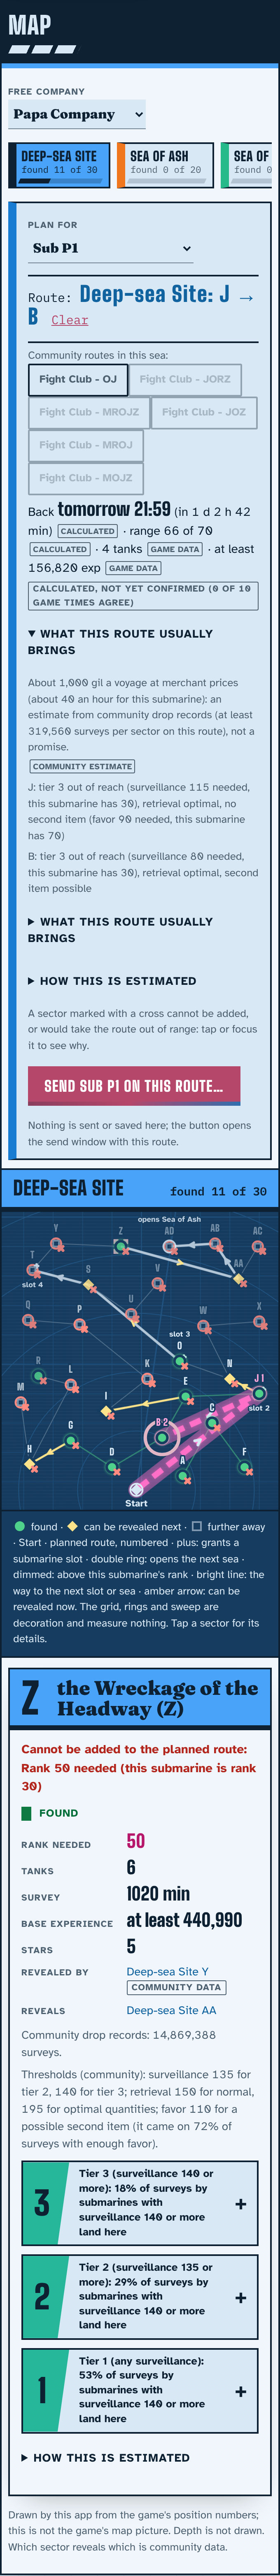 MAP
FREE COMPANY
Papa Company
DEEP-SEA SITE
found 11 of 30
SEA OF ASH
found 0 of 20
SEA OF
found 0
PLAN FOR
Sub P1
Route: Deep-sea Site: J →
B Clear
Community routes in this sea:
Fight Club - OJ
Fight Club - JORZ
Fight Club - MROJZ
Fight Club - JOZ
Fight Club - MROJ
Fight Club - MOJZ
Back tomorrow 21:59 (in 1 d 2 h 42
min) CALCULATED · range 66 of 70
CALCULATED · 4 tanks GAME DATA · at least
156,820 exp GAME DATA
CALCULATED, NOT YET CONFIRMED (0 OF 10
GAME TIMES AGREE)
▼ WHAT THIS ROUTE USUALLY
BRINGS
About 1,000 gil a voyage at merchant prices
(about 40 an hour for this submarine): an
estimate from community drop records (at least
319,560 surveys per sector on this route), not a
promise.
COMMUNITY ESTIMATE
J: tier 3 out of reach (surveillance 115 needed,
this submarine has 30), retrieval optimal, no
second item (favor 90 needed, this submarine
has 70)
B: tier 3 out of reach (surveillance 80 needed,
this submarine has 30), retrieval optimal, second
item possible
▶ WHAT THIS ROUTE USUALLY
BRINGS
▶ HOW THIS IS ESTIMATED
A sector marked with a cross cannot be added,
or would take the route out of range: tap or focus
it to see why.
SEND SUB P1 ON THIS ROUTE…
Nothing is sent or saved here; the button opens
the send window with this route.
DEEP-SEA SITE
found 11 of 30
opens Sea of Ash
Y Z AD AB AC
T S V AA
slot 4
Q P U W X
slot 3
O
R L K E N J 1
M I C slot 2
G B 2
H D A F
Start
found · can be revealed next · further away
· Start · planned route, numbered · plus: grants a
submarine slot · double ring: opens the next sea ·
dimmed: above this submarine's rank · bright line: the
way to the next slot or sea · amber arrow: can be
revealed now. The grid, rings and sweep are
decoration and measure nothing. Tap a sector for its
details.
Z the Wreckage of the
Headway (Z)
Cannot be added to the planned route:
Rank 50 needed (this submarine is rank
30)
FOUND
RANK NEEDED 50
TANKS 6
SURVEY 1020 min
BASE EXPERIENCE at least 440,990
STARS 5
REVEALED BY Deep-sea Site Y
COMMUNITY DATA
REVEALS Deep-sea Site AA
Community drop records: 14,869,388
surveys.
Thresholds (community): surveillance 135 for
tier 2, 140 for tier 3; retrieval 150 for normal,
195 for optimal quantities; favor 110 for a
possible second item (it came on 72% of
surveys with enough favor).
3 Tier 3 (surveillance 140 or
more): 18% of surveys by
submarines with
surveillance 140 or more
land here +
2 Tier 2 (surveillance 135 or
more): 29% of surveys by
submarines with
surveillance 140 or more
land here +
1 Tier 1 (any surveillance):
53% of surveys by
submarines with
surveillance 140 or more
land here +
▶ HOW THIS IS ESTIMATED
Drawn by this app from the game's position numbers;
this is not the game's map picture. Depth is not drawn.
Which sector reveals which is community data.